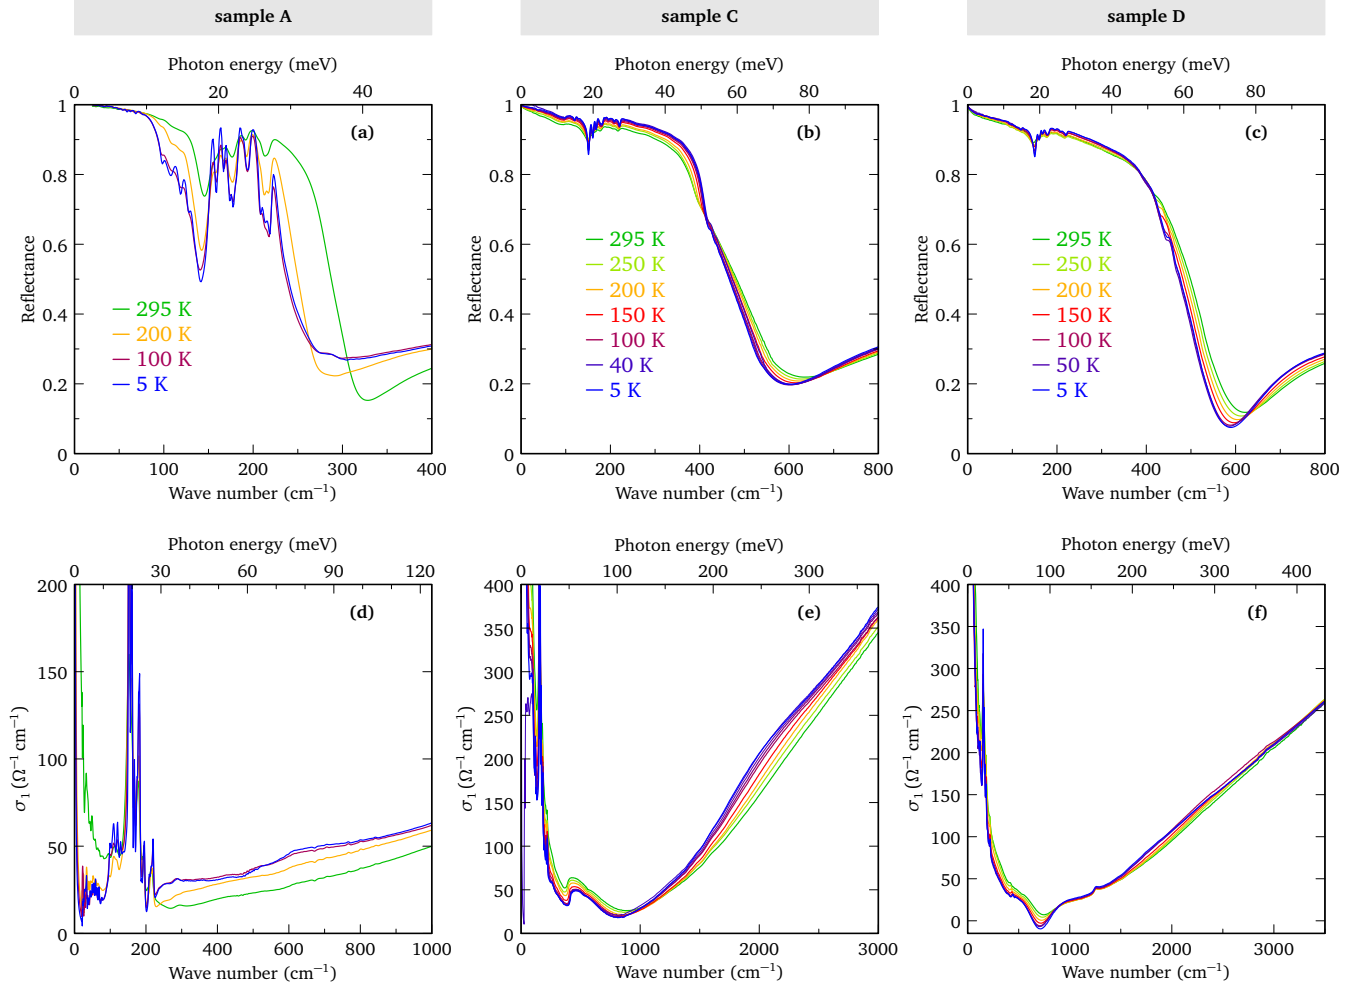 sample A
sample C
sample D
Photon energy (meV)
Photon energy (meV)
Photon energy (meV)
0 20 40
0 20 40 60 80
0 20 40 60 80
(a)
(b)
(c)
1
0.8
0.6
0.4
0.2
0
Reflectance
295 K
200 K
100 K
5 K
0 100 200 300 400
Wave number (cm⁻¹)
1
0.8
0.6
0.4
0.2
0
Reflectance
295 K
250 K
200 K
150 K
100 K
40 K
5 K
0 200 400 600 800
Wave number (cm⁻¹)
1
0.8
0.6
0.4
0.2
0
Reflectance
295 K
250 K
200 K
150 K
100 K
50 K
5 K
0 200 400 600 800
Wave number (cm⁻¹)
Photon energy (meV)
Photon energy (meV)
Photon energy (meV)
0 30 60 90 120
0 100 200 300
0 100 200 300 400
(d)
(e)
(f)
200
150
100
50
0
σ₁ (Ω⁻¹ cm⁻¹)
0 200 400 600 800 1000
Wave number (cm⁻¹)
400
350
300
250
200
150
100
50
0
σ₁ (Ω⁻¹ cm⁻¹)
0 1000 2000 3000
Wave number (cm⁻¹)
400
350
300
250
200
150
100
50
0
σ₁ (Ω⁻¹ cm⁻¹)
0 1000 2000 3000
Wave number (cm⁻¹)